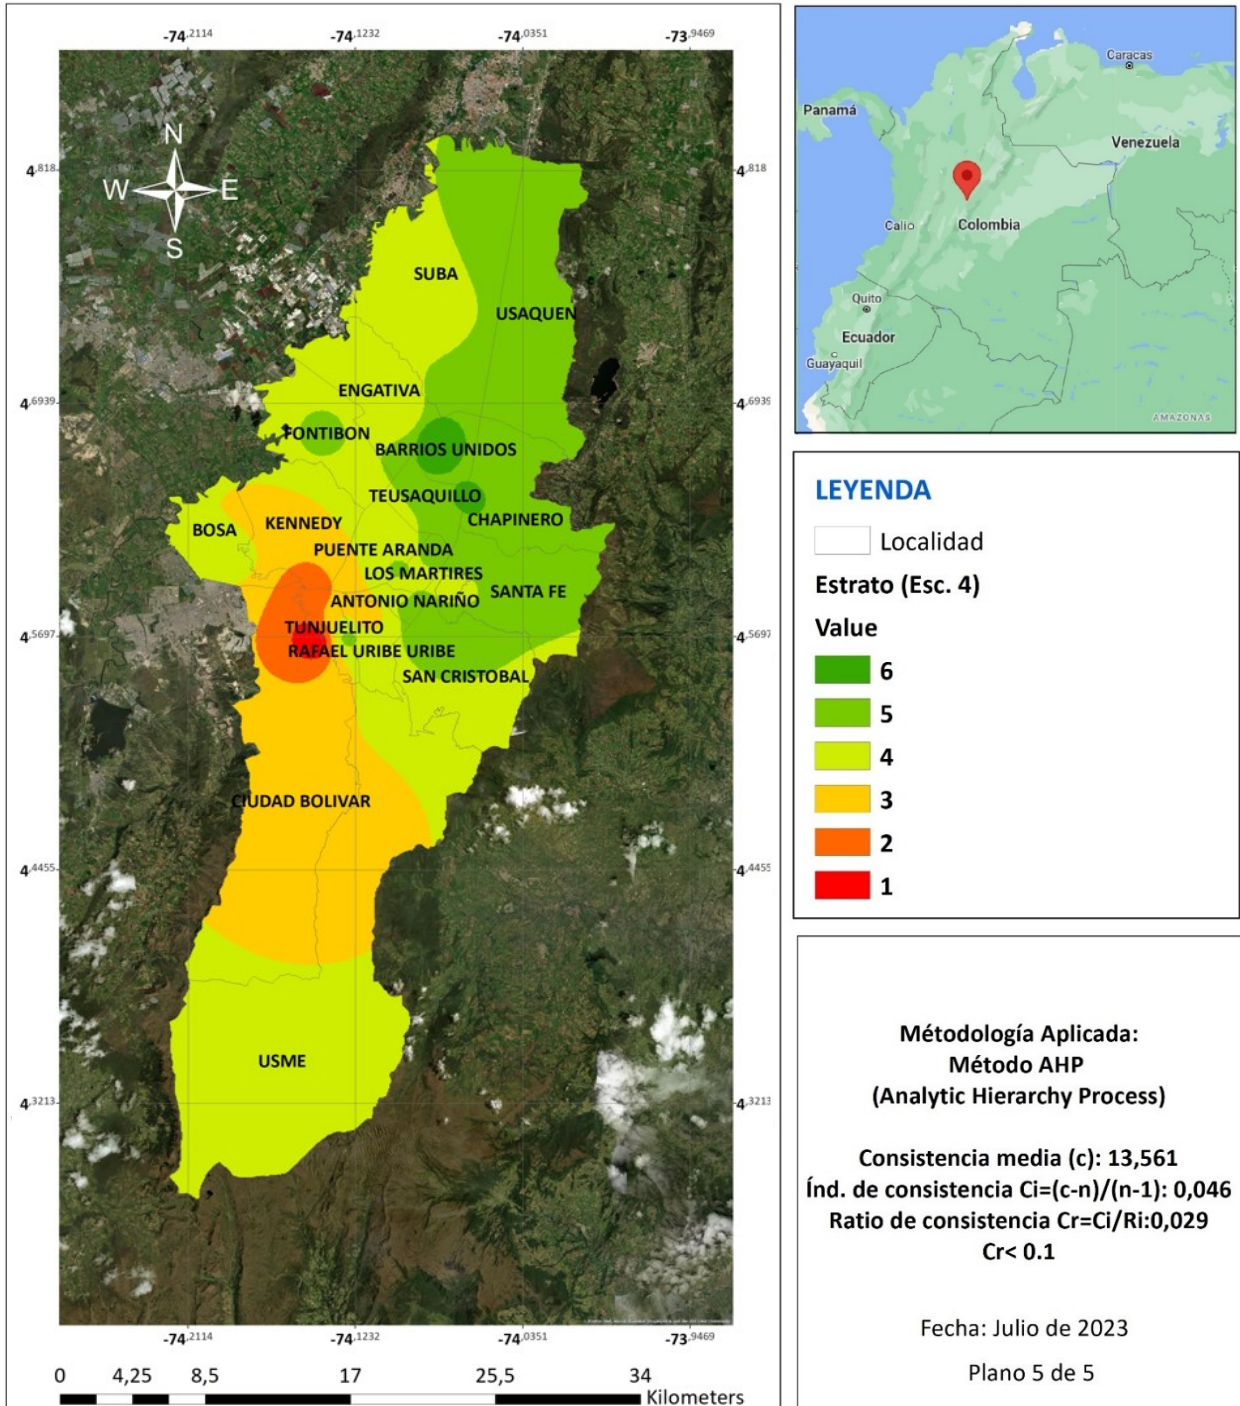 -74,2114 -74,1232 -74,0351 -73,9469
N
W E
S
4,818 4,818
SUBA
USAQUEN
ENGATIVA
4,6939 4,6939
FONTIBON
BARRIOS UNIDOS
TEUSAQUILLO
CHAPINERO
KENNEDY
BOSA
PUENTE ARANDA
LOS MARTIRES
SANTA FE
ANTONIO NARIÑO
TUNJUELITO
4,5697 4,5697
RAFAEL URIBE URIBE
SAN CRISTOBAL
CIUDAD BOLIVAR
4,4455 4,4455
USME
4,3213 4,3213
-74,2114 -74,1232 -74,0351 -73,9469
0 4,25 8,5 17 25,5 34
Kilometers
Caracas
Panamá
Venezuela
Calio
Colombia
Quito
Ecuador
Guayaquil
AMAZONAS
LEYENDA
Localidad
Estrato (Esc. 4)
Value
6
5
4
3
2
1
Métodología Aplicada:
Método AHP
(Analytic Hierarchy Process)
Consistencia media (c): 13,561
Índ. de consistencia Ci=(c-n)/(n-1): 0,046
Ratio de consistencia Cr=Ci/Ri:0,029
Cr< 0.1
Fecha: Julio de 2023
Plano 5 de 5